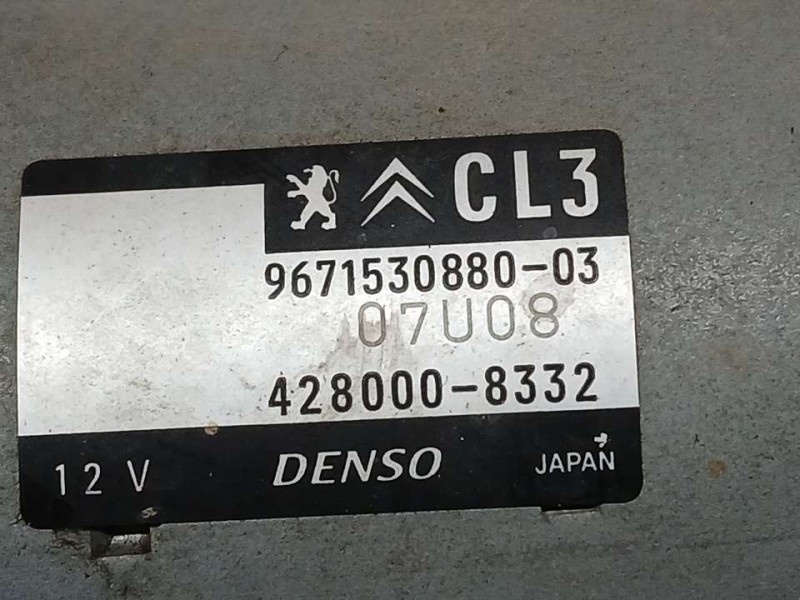 CL3
9671530880-03
07U08
428000-8332
12 V DENSO JAPAN